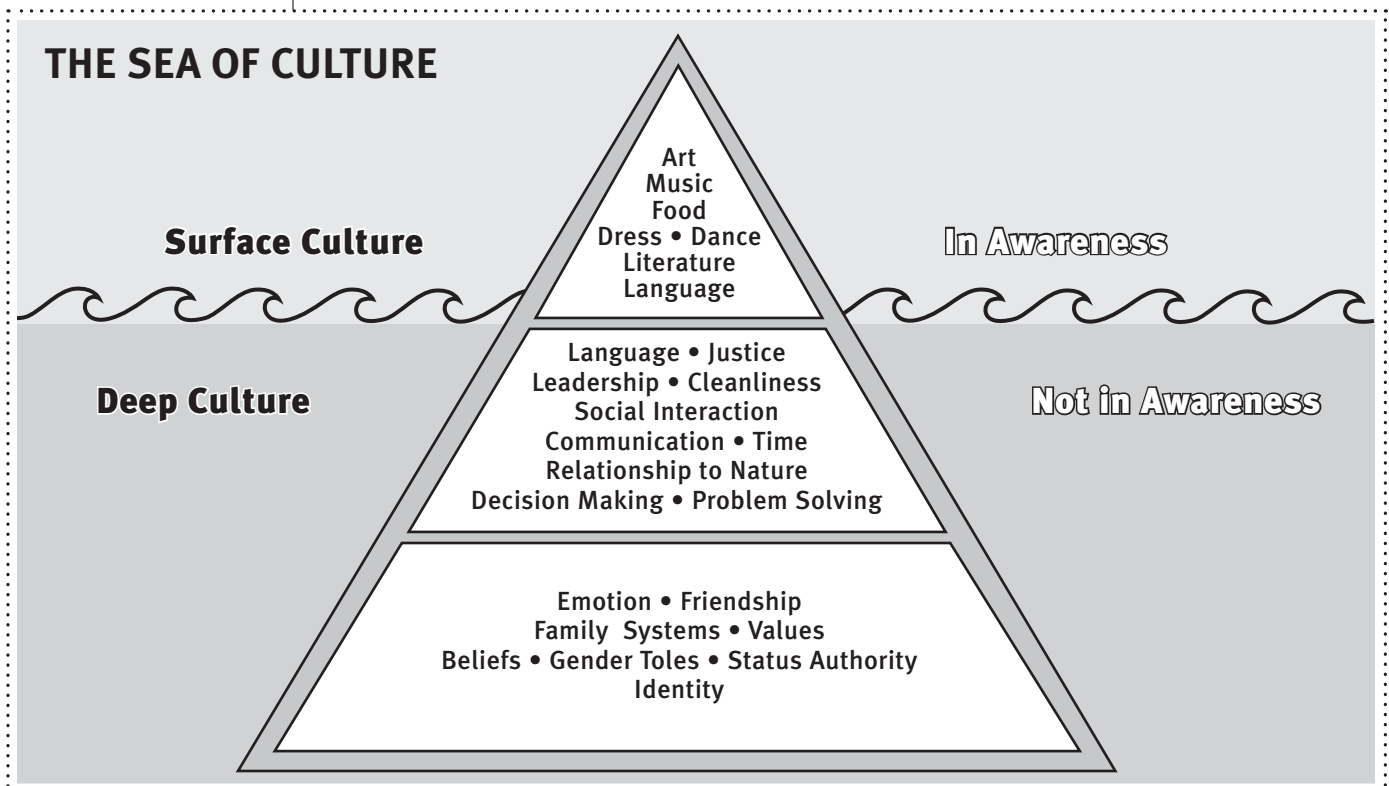 THE SEA OF CULTURE
Art
Music
Food
Dress • Dance
Literature
Language
Surface Culture
In Awareness
Language • Justice
Leadership • Cleanliness
Social Interaction
Communication • Time
Relationship to Nature
Decision Making • Problem Solving
Deep Culture
Not in Awareness
Emotion • Friendship
Family Systems • Values
Beliefs • Gender Toles • Status Authority
Identity